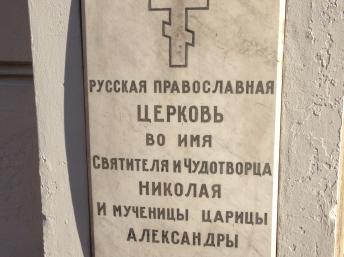 РУССКАЯ ПРАВОСЛАВНАЯ
ЦЕРКОВЬ
ВО ИМЯ
СВЯТИТЕЛЯ И ЧУДОТВОРЦА
НИКОЛАЯ
И МУЧЕНИЦЫ ЦАРИЦЫ
АЛЕКСАНДРЫ